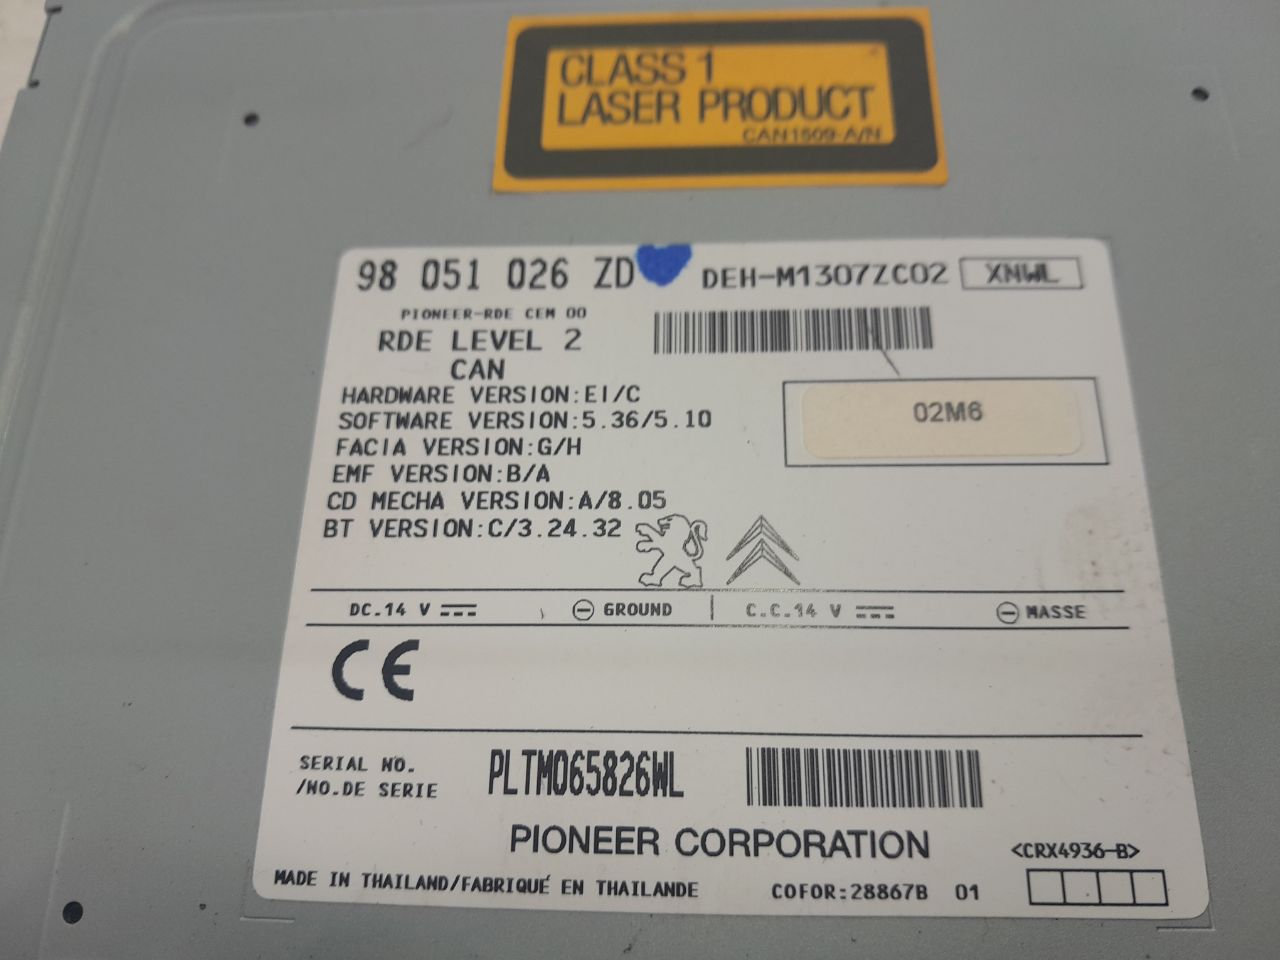 CLASS 1
LASER PRODUCT
CAN1509-A/N
98 051 026 ZD DEH-M1307ZC02 XNWL
PIONEER-RDE CEM 00
RDE LEVEL 2
CAN
HARDWARE VERSION:EI/C
SOFTWARE VERSION:5.36/5.10
02M6
FACIA VERSION:G/H
EMF VERSION:B/A
CD MECHA VERSION:A/8.05
BT VERSION:C/3.24.32
DC.14 V GROUND | C.C.14 V MASSE
CE
SERIAL NO.
/NO.DE SERIE
PLTM065826WL
PIONEER CORPORATION
<CRX4936-B>
MADE IN THAILAND/FABRIQUÉ EN THAILANDE COFOR:28867B 01